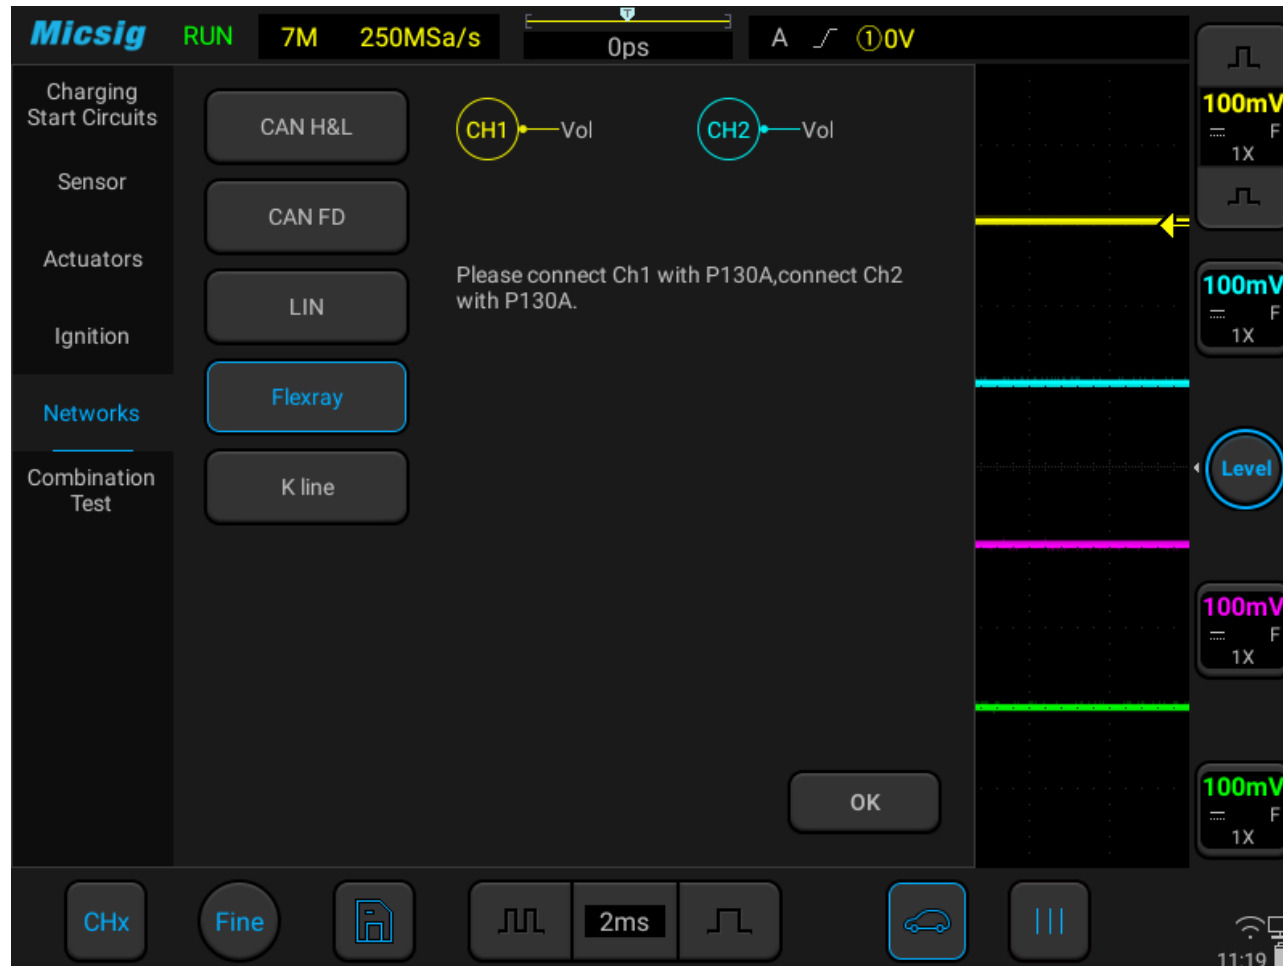 Micsig RUN 7M 250MSa/s T 0ps A ①0V
Charging
Start Circuits
Sensor
Actuators
Ignition
Networks
Combination
Test
CAN H&L
CAN FD
LIN
Flexray
K line
CH1 Vol CH2 Vol
Please connect Ch1 with P130A,connect Ch2
with P130A.
OK
100mV
F
1X
100mV
F
1X
Level
100mV
F
1X
100mV
F
1X
CHx Fine 2ms
11:19